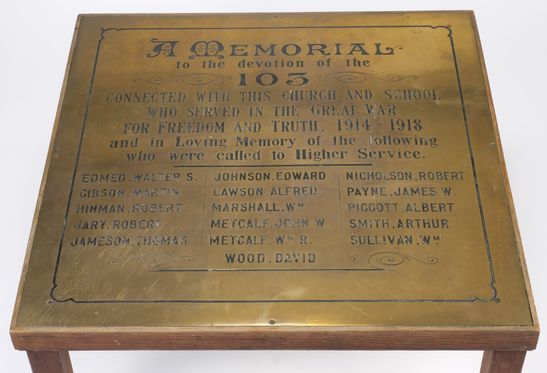 A MEMORIAL
to the devotion of the
103
CONNECTED WITH THIS CHURCH AND SCHOOL
WHO SERVED IN THE GREAT WAR
FOR FREEDOM AND TRUTH, 1914-1918
and in Loving Memory of the following
who were called to Higher Service.
EDMED, WALTER S. JOHNSON, EDWARD NICHOLSON, ROBERT
GIBSON, MARTIN LAWSON, ALFRED PAYNE, JAMES W.
HINMAN, ROBERT MARSHALL, WM PIGGOTT, ALBERT
GARY, ROBERT METCALF, JOHN W. SMITH, ARTHUR
JAMESON, THOMAS METCALF, WM R. SULLIVAN, WM
WOOD, DAVID